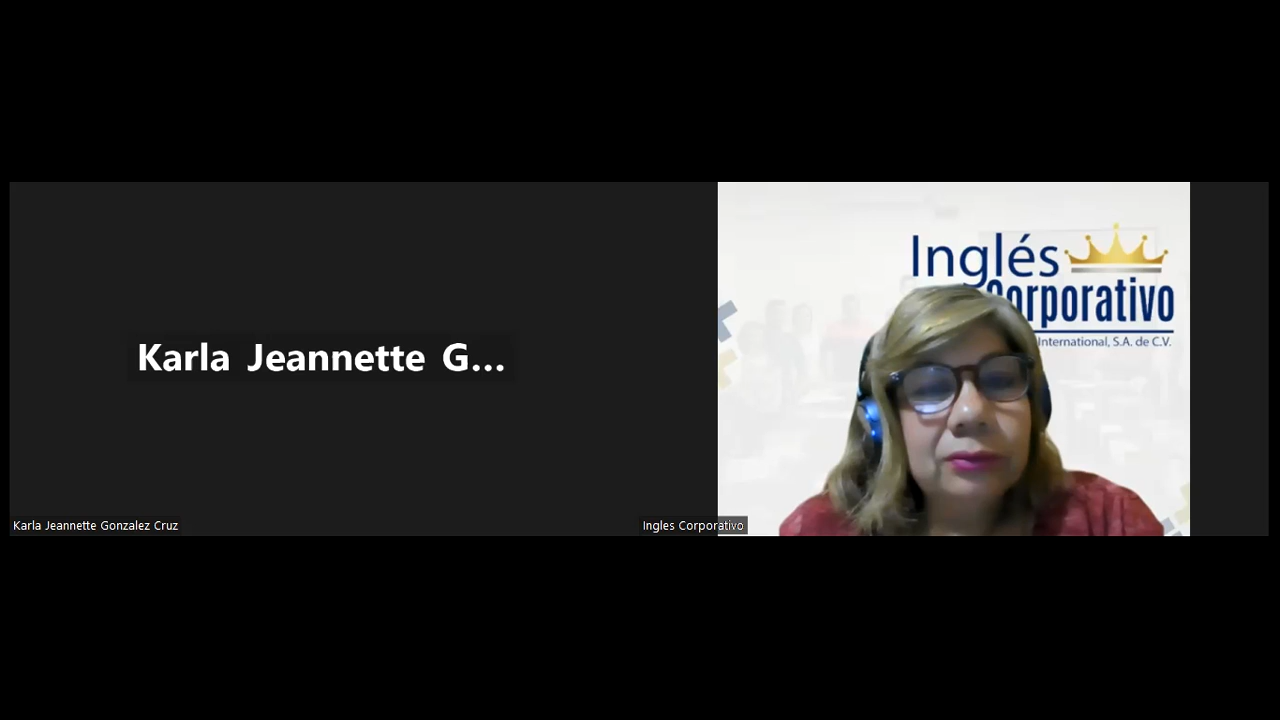 Karla Jeannette G...
Karla Jeannette Gonzalez Cruz
Inglés
Corporativo
International, S.A. de C.V.
Ingles Corporativo